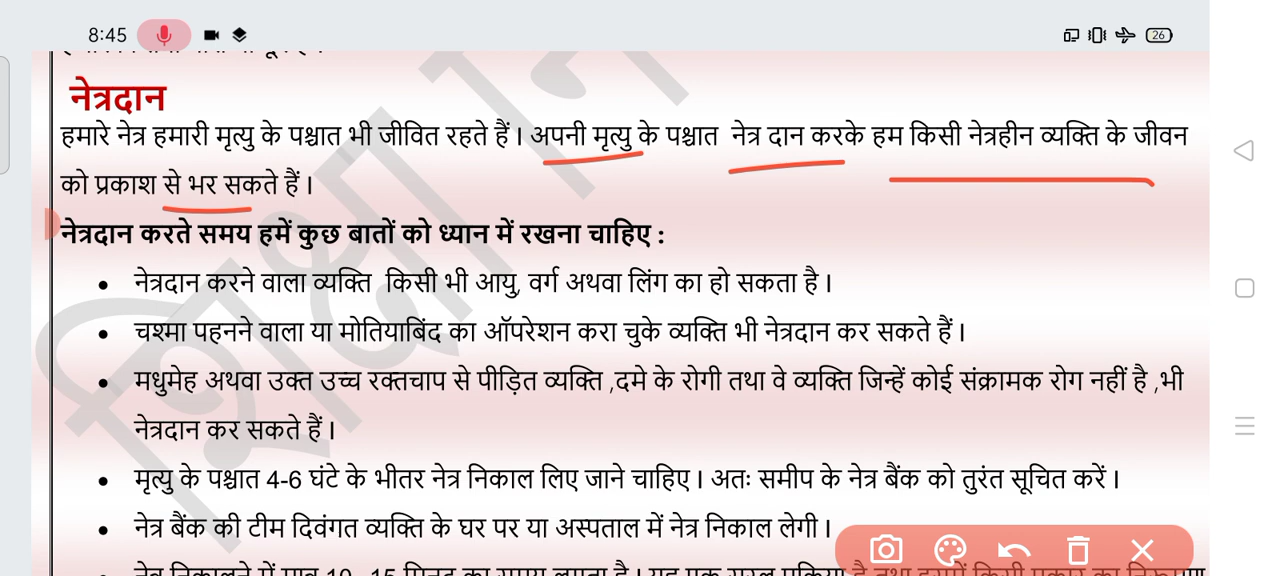 8:45
26
नेत्रदान
हमारे नेत्र हमारी मृत्यु के पश्चात भी जीवित रहते हैं। अपनी मृत्यु के पश्चात नेत्र दान करके हम किसी नेत्रहीन व्यक्ति के जीवन
को प्रकाश से भर सकते हैं।
नेत्रदान करते समय हमें कुछ बातों को ध्यान में रखना चाहिए :
• नेत्रदान करने वाला व्यक्ति किसी भी आयु, वर्ग अथवा लिंग का हो सकता है।
• चश्मा पहनने वाला या मोतियाबिंद का ऑपरेशन करा चुके व्यक्ति भी नेत्रदान कर सकते हैं।
• मधुमेह अथवा उक्त उच्च रक्तचाप से पीड़ित व्यक्ति ,दमे के रोगी तथा वे व्यक्ति जिन्हें कोई संक्रामक रोग नहीं है ,भी
नेत्रदान कर सकते हैं।
• मृत्यु के पश्चात 4-6 घंटे के भीतर नेत्र निकाल लिए जाने चाहिए। अतः समीप के नेत्र बैंक को तुरंत सूचित करें।
• नेत्र बैंक की टीम दिवंगत व्यक्ति के घर पर या अस्पताल में नेत्र निकाल लेगी।